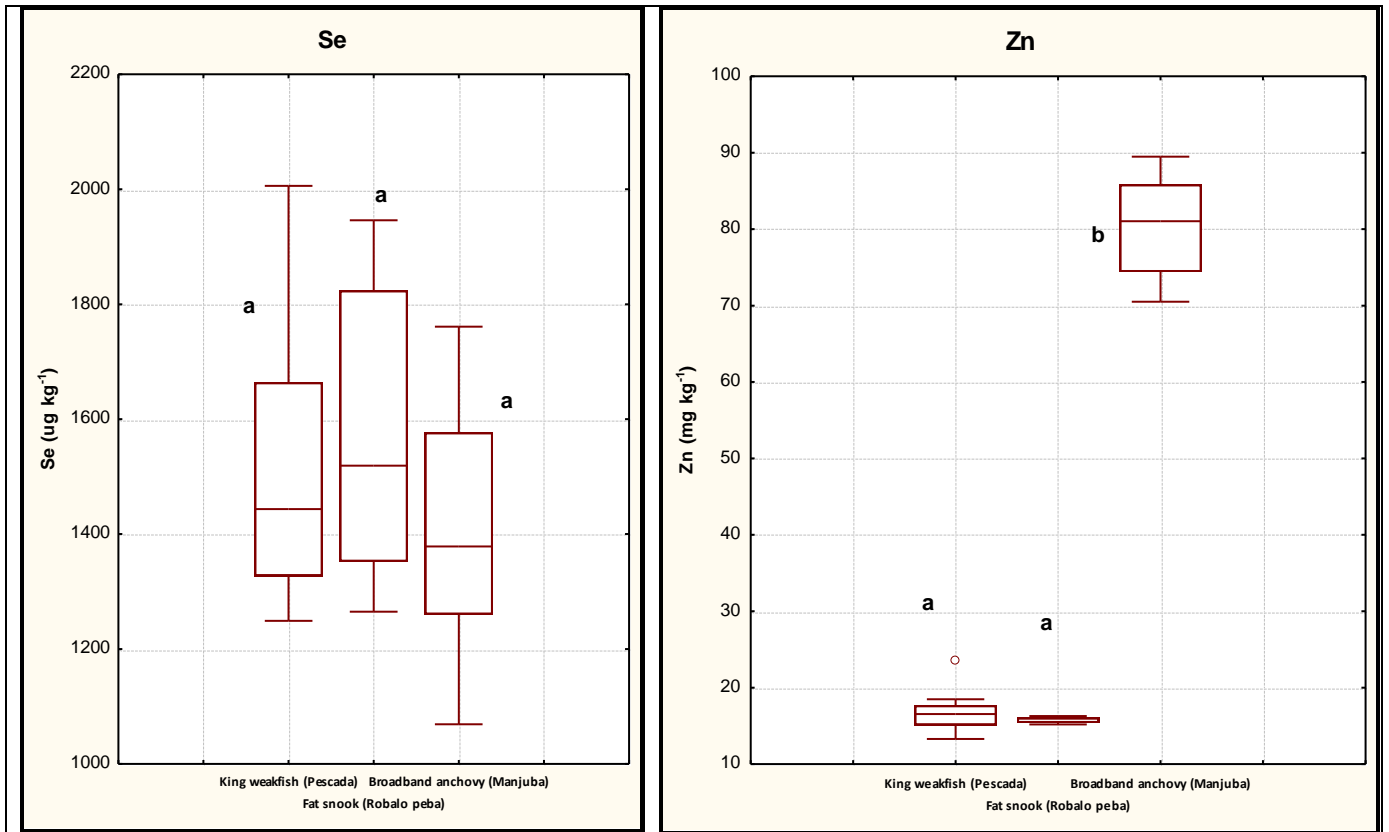 Se
2200
2000
1800
1600
1400
1200
1000
Se (ug kg-1)
a
a
a
King weakfish (Pescada) Broadband anchovy (Manjuba)
Fat snook (Robalo peba)
Zn
100
90
80
70
60
50
40
30
20
10
Zn (mg kg-1)
a
a
b
King weakfish (Pescada) Broadband anchovy (Manjuba)
Fat snook (Robalo peba)